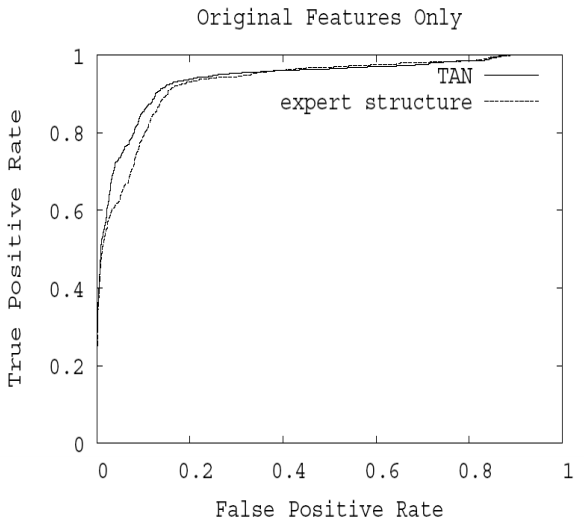 Original Features Only
1
TAN
expert structure
0.8
0.6
0.4
0.2
0
True Positive Rate
0 0.2 0.4 0.6 0.8 1
False Positive Rate